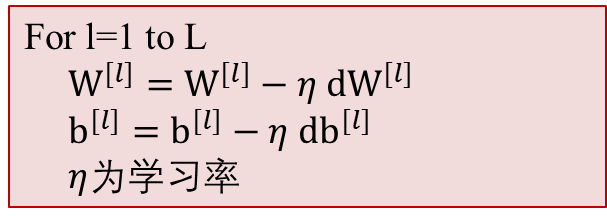 For l=1 to L
W[l] = W[l] − η dW[l]
b[l] = b[l] − η db[l]
η为学习率